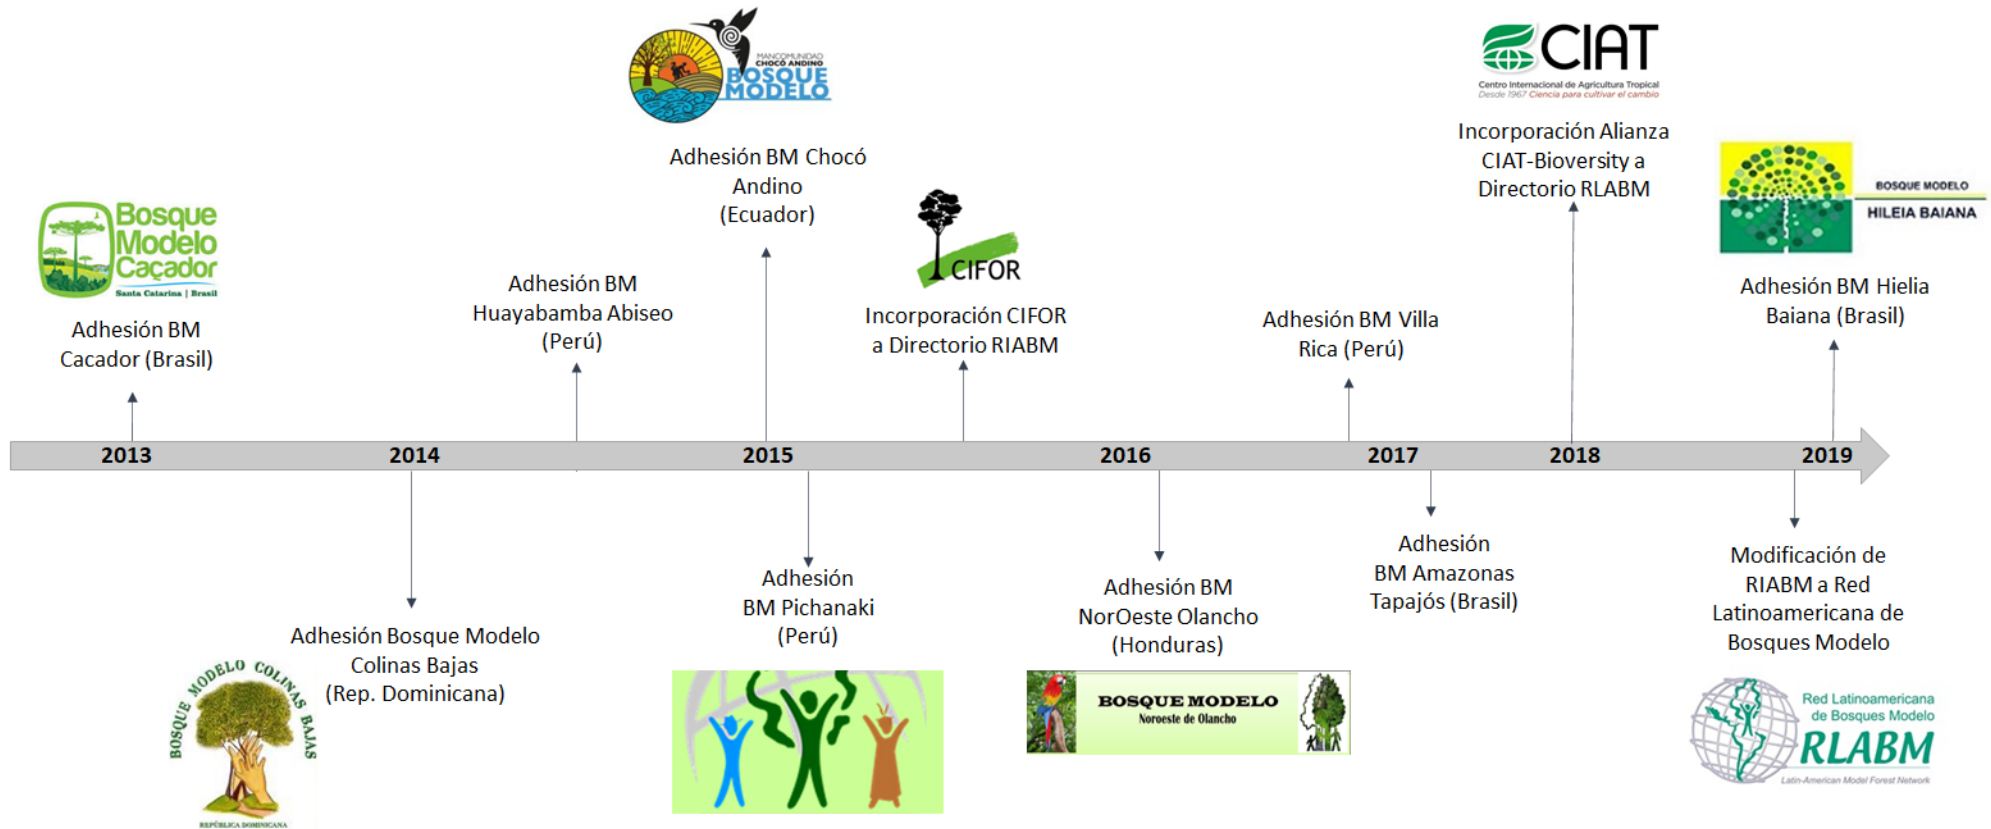 MANCOMUNIDAD
CHOCÓ ANDINO
BOSQUE
MODELO
Adhesión BM Chocó
Andino
(Ecuador)
CIAT
Centro Internacional de Agricultura Tropical
Desde 1967 Ciencia para cultivar el cambio
Incorporación Alianza
CIAT-Bioversity a
Directorio RLABM
BOSQUE MODELO
HILEIA BAIANA
Adhesión BM Hielia
Baiana (Brasil)
Bosque
Modelo
Caçador
Santa Catarina | Brasil
Adhesión BM
Cacador (Brasil)
Adhesión BM
Huayabamba Abiseo
(Perú)
CIFOR
Incorporación CIFOR
a Directorio RIABM
Adhesión BM Villa
Rica (Perú)
2013 2014 2015 2016 2017 2018 2019
Adhesión Bosque Modelo
Colinas Bajas
(Rep. Dominicana)
BOSQUE MODELO COLINAS BAJAS
REPÚBLICA DOMINICANA
Adhesión
BM Pichanaki
(Perú)
Adhesión BM
NorOeste Olancho
(Honduras)
BOSQUE MODELO
Noroeste de Olancho
Adhesión
BM Amazonas
Tapajós (Brasil)
Modificación de
RIABM a Red
Latinoamericana de
Bosques Modelo
Red Latinoamericana
de Bosques Modelo
RLABM
Latin-American Model Forest Network